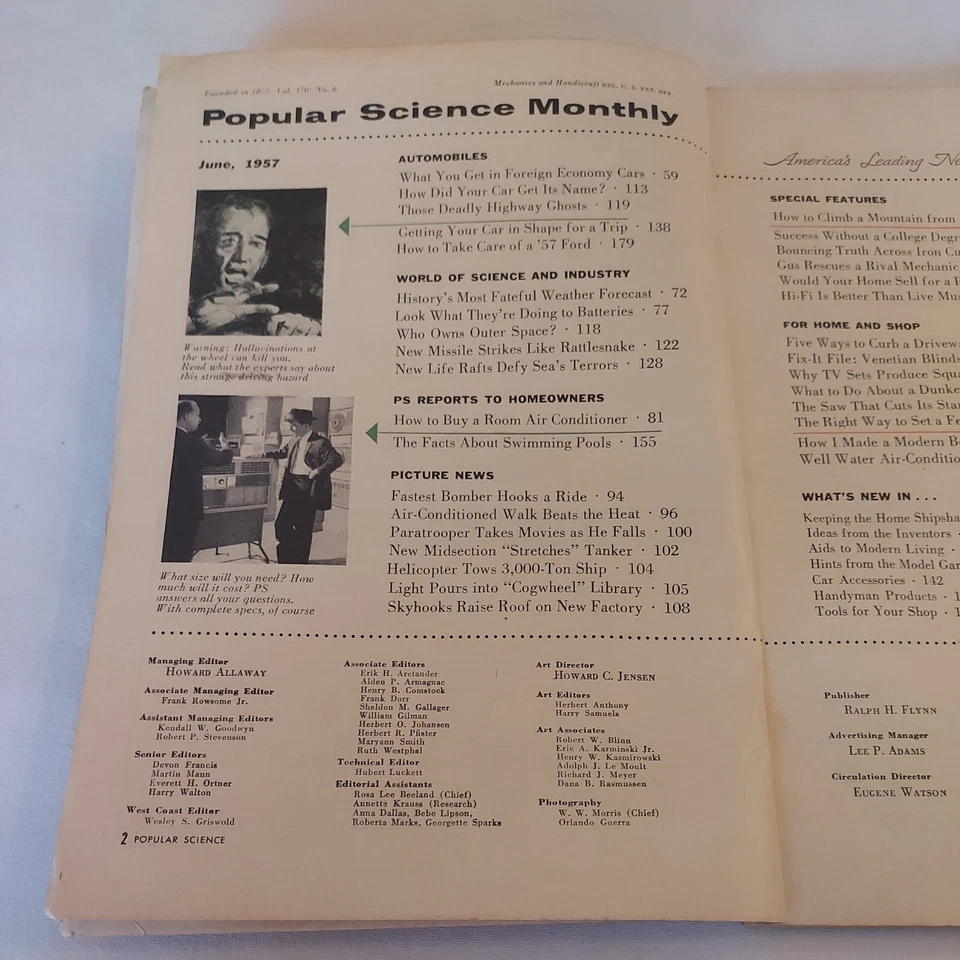 Founded in 1872 Vol. 170 No. 6
Mechanics and Handicraft REG. U. S. PAT. OFF.
Popular Science Monthly
June, 1957
Warning: Hallucinations at
the wheel can kill you.
Read what the experts say about
this strange driving hazard
What size will you need? How
much will it cost? PS
answers all your questions.
With complete specs, of course
AUTOMOBILES
What You Get in Foreign Economy Cars · 59
How Did Your Car Get Its Name? · 113
Those Deadly Highway Ghosts · 119
Getting Your Car in Shape for a Trip · 138
How to Take Care of a '57 Ford · 179
WORLD OF SCIENCE AND INDUSTRY
History's Most Fateful Weather Forecast · 72
Look What They're Doing to Batteries · 77
Who Owns Outer Space? · 118
New Missile Strikes Like Rattlesnake · 122
New Life Rafts Defy Sea's Terrors · 128
PS REPORTS TO HOMEOWNERS
How to Buy a Room Air Conditioner · 81
The Facts About Swimming Pools · 155
PICTURE NEWS
Fastest Bomber Hooks a Ride · 94
Air-Conditioned Walk Beats the Heat · 96
Paratrooper Takes Movies as He Falls · 100
New Midsection "Stretches" Tanker · 102
Helicopter Tows 3,000-Ton Ship · 104
Light Pours into "Cogwheel" Library · 105
Skyhooks Raise Roof on New Factory · 108
Managing Editor
HOWARD ALLAWAY
Associate Managing Editor
Frank Rowsome Jr.
Assistant Managing Editors
Kendall W. Goodwyn
Robert P. Stevenson
Senior Editors
Devon Francis
Martin Mann
Everett H. Ortner
Harry Walton
West Coast Editor
Wesley S. Griswold
Associate Editors
Erik H. Arctander
Alden P. Armagnac
Henry B. Comstock
Frank Dorr
Sheldon M. Gallager
William Gilman
Herbert O. Johansen
Herbert R. Pfister
Maryann Smith
Ruth Westphal
Technical Editor
Hubert Luckett
Editorial Assistants
Rosa Lee Beeland (Chief)
Annette Krauss (Research)
Anna Dallas, Bebe Lipson,
Roberta Marks, Georgette Sparks
Art Director
HOWARD C. JENSEN
Art Editors
Herbert Anthony
Harry Samuels
Art Associates
Robert W. Blinn
Eric A. Karminski Jr.
Henry W. Kazmirowski
Adolph J. Le Moult
Richard J. Meyer
Dana B. Rasmussen
Photography
W. W. Morris (Chief)
Orlando Guerra
2 POPULAR SCIENCE
America's Leading
SPECIAL FEATURES
How to Climb a Mountain from
Success Without a College
Bouncing Truth Across Iron
Gus Rescues a Rival Mechanic
Would Your Home Sell for a
Hi-Fi Is Better Than Live
FOR HOME AND SHOP
Five Ways to Curb a
Fix-It File: Venetian Blinds
Why TV Sets Produce
What to Do About a
The Saw That Cuts Its
The Right Way to Set a
How I Made a Modern
Well Water
WHAT'S NEW IN . . .
Keeping the Home
Ideas from the Inventors ·
Aids to Modern Living ·
Hints from the Model
Car Accessories · 142
Handyman Products ·
Tools for Your Shop ·
Publisher
RALPH H. FLYNN
Advertising Manager
LEE P. ADAMS
Circulation Director
EUGENE WATSON